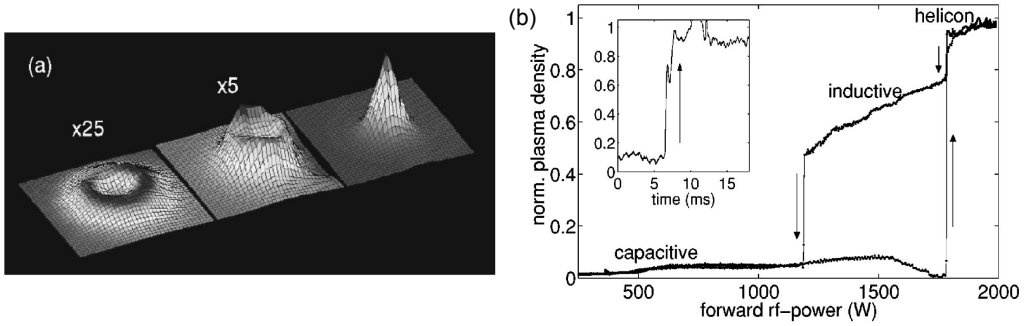 (a)
x25
x5
(b)
norm. plasma density
1
0.8
0.6
0.4
0.2
0
500
1000
1500
2000
forward rf-power (W)
capacitive
inductive
helicon
1
0.8
0.6
0.4
0.2
0
0
5
10
15
time (ms)